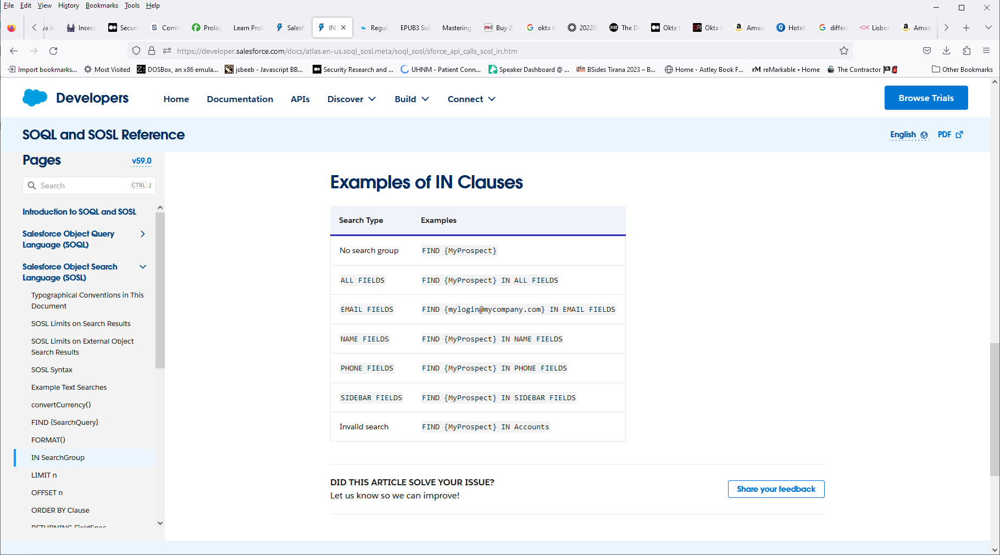 File Edit View History Bookmarks Tools Help
va in Insec Secur Comm Prolog Learn Prol Salesf IN S Regul EPUB3 Sub Mastering Buy 25 okta t 20220 The D Okta f Okta Amaz Hotel differe Lisbor Amaz
https://developer.salesforce.com/docs/atlas.en-us.soql_sosl.meta/soql_sosl/sforce_api_calls_sosl_in.htm
Import bookmarks... Most Visited DOSBox, an x86 emula... jsbeeb - Javascript BB... Security Research and ... UHNM - Patient Conn... Speaker Dashboard @ ... BSides Tirana 2023 – B... Home - Astley Book F... rM reMarkable • Home The Contractor Other Bookmarks
Developers Home Documentation APIs Discover Build Connect Browse Trials
SOQL and SOSL Reference English PDF
Pages v59.0
Search CTRL J
Introduction to SOQL and SOSL
Salesforce Object Query
Language (SOQL)
Salesforce Object Search
Language (SOSL)
Typographical Conventions in This
Document
SOSL Limits on Search Results
SOSL Limits on External Object
Search Results
SOSL Syntax
Example Text Searches
convertCurrency()
FIND {SearchQuery}
FORMAT()
IN SearchGroup
LIMIT n
OFFSET n
ORDER BY Clause
RETURNING FieldSpec
Examples of IN Clauses
Search Type Examples
No search group FIND {MyProspect}
ALL FIELDS FIND {MyProspect} IN ALL FIELDS
EMAIL FIELDS FIND {mylogin@mycompany.com} IN EMAIL FIELDS
NAME FIELDS FIND {MyProspect} IN NAME FIELDS
PHONE FIELDS FIND {MyProspect} IN PHONE FIELDS
SIDEBAR FIELDS FIND {MyProspect} IN SIDEBAR FIELDS
Invalid search FIND {MyProspect} IN Accounts
DID THIS ARTICLE SOLVE YOUR ISSUE?
Let us know so we can improve!
Share your feedback